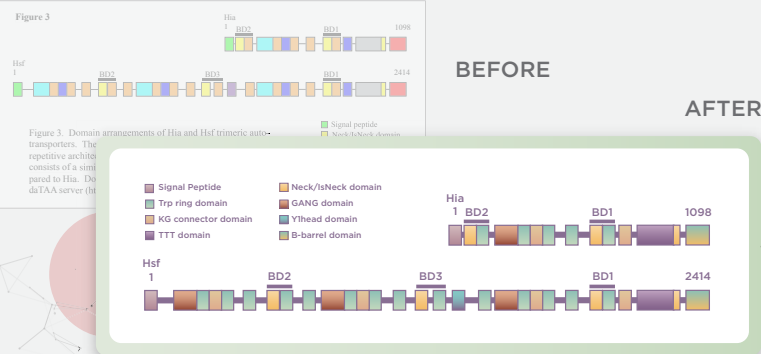 Figure 3
Hia
1
BD2
BD1
1098
Hsf
1
BD2
BD3
BD1
2414
Signal peptide
Neck/IsNeck domain
Figure 3. Domain arrangements of Hia and Hsf trimeric auto-
transporters. The
repetitive archite
consists of a simi
pared to Hia. Do
daTAA server (ht
BEFORE
AFTER
Signal Peptide
Neck/IsNeck domain
Trp ring domain
GANG domain
KG connector domain
Y1head domain
TTT domain
B-barrel domain
Hia
1 BD2
BD1
1098
Hsf
1
BD2
BD3
BD1
2414